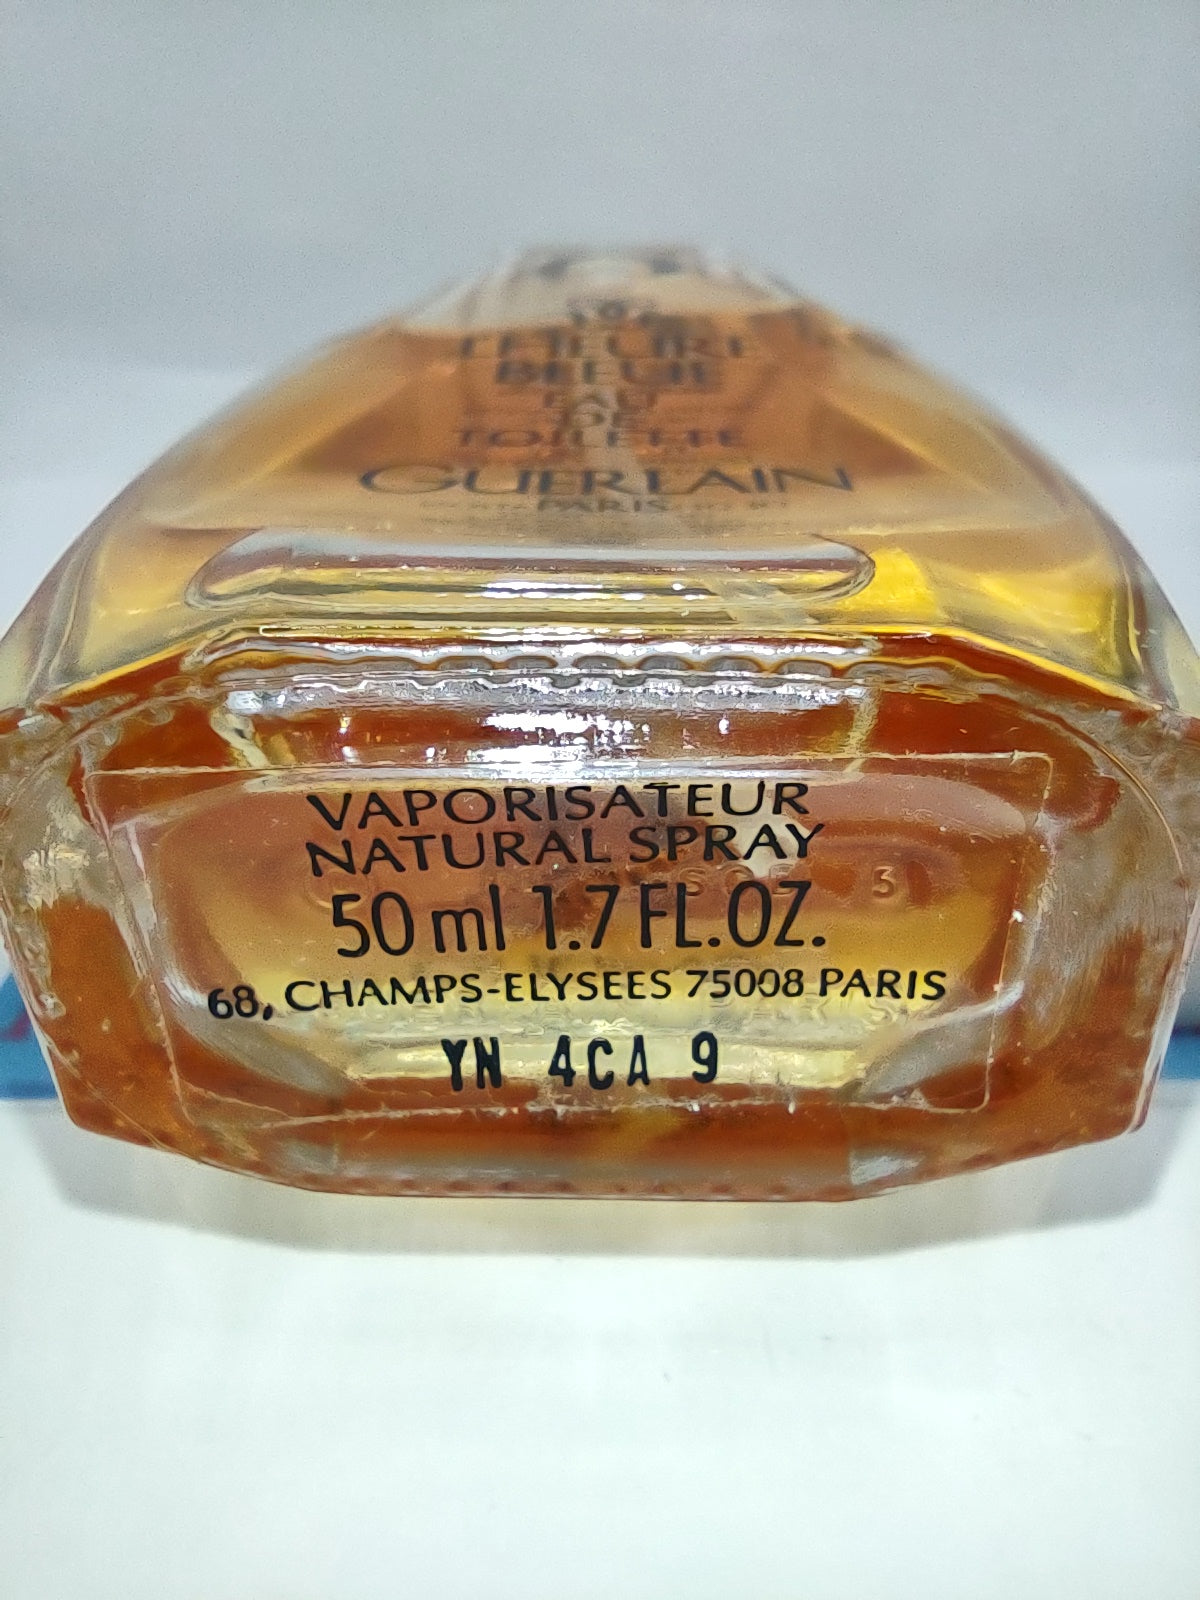 L'HEURE
BLEUE
EAU
DE
TOILETTE
GUERLAIN
PARIS
VAPORISATEUR
NATURAL SPRAY
50 ml 1.7 FL.OZ.
68, CHAMPS-ELYSEES 75008 PARIS
YN 4CA 9